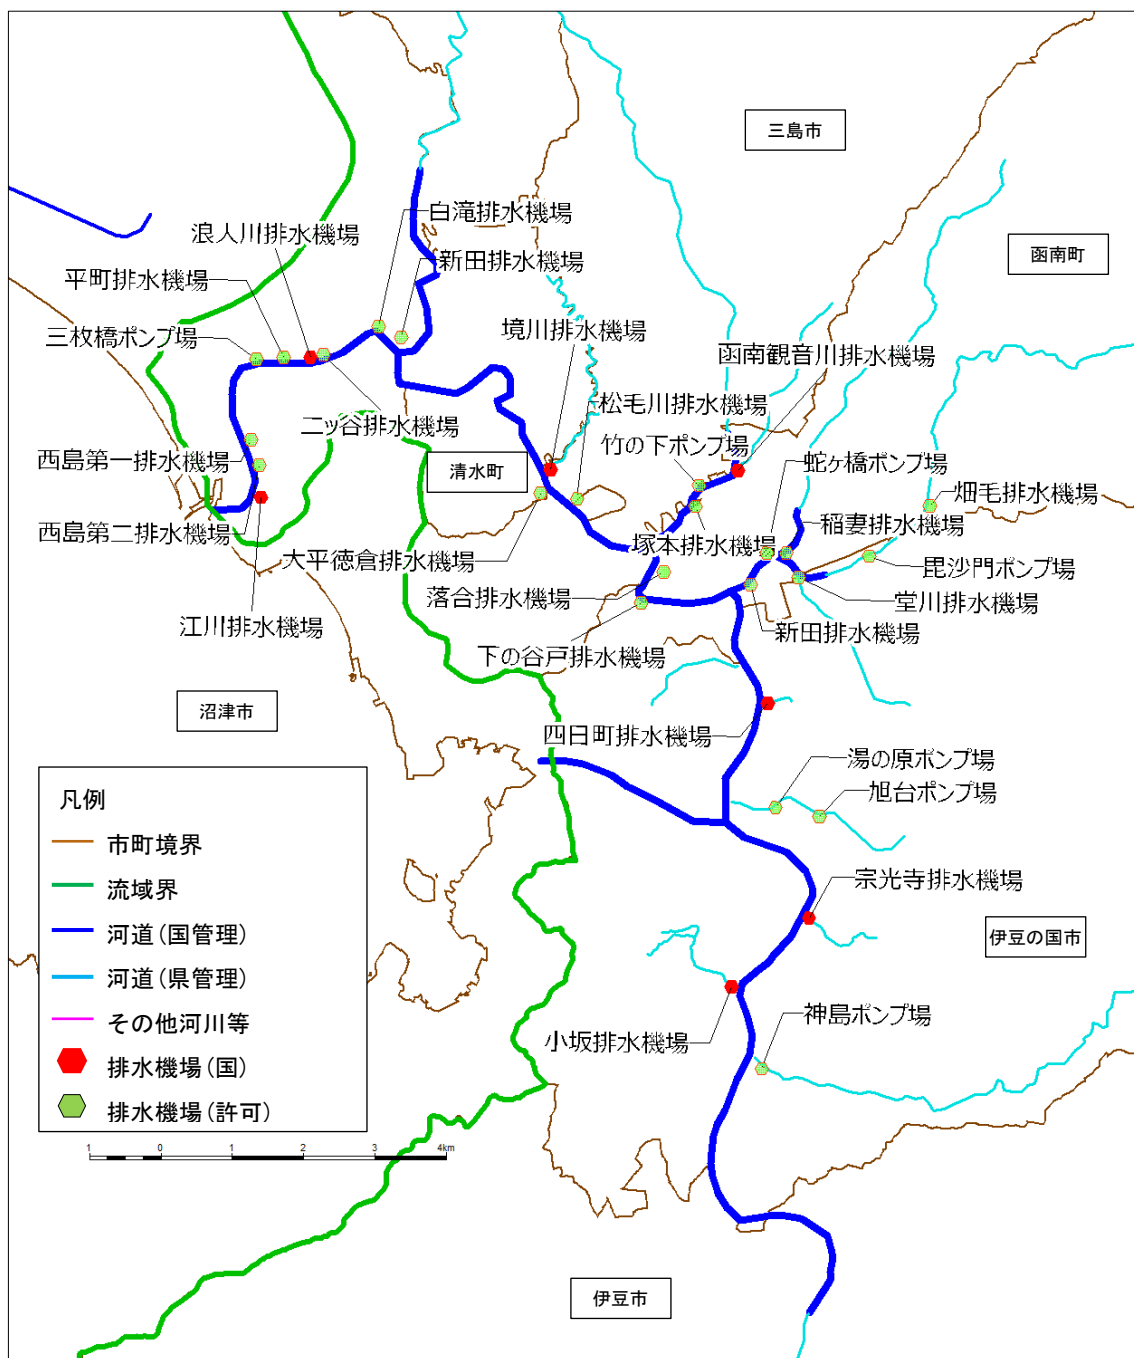 三島市
白滝排水機場
浪人川排水機場
函南町
新田排水機場
平町排水機場
三枚橋ポンプ場
境川排水機場
函南観音川排水機場
松毛川排水機場
二ッ谷排水機場
竹の下ポンプ場
西島第一排水機場
清水町
蛇ヶ橋ポンプ場
畑毛排水機場
西島第二排水機場
稲妻排水機場
塚本排水機場
大平徳倉排水機場
毘沙門ポンプ場
落合排水機場
堂川排水機場
江川排水機場
新田排水機場
下の谷戸排水機場
沼津市
四日町排水機場
湯の原ポンプ場
旭台ポンプ場
宗光寺排水機場
伊豆の国市
神島ポンプ場
小坂排水機場
伊豆市
凡例
市町境界
流域界
河道(国管理)
河道(県管理)
その他河川等
排水機場(国)
排水機場(許可)
1 0 1 2 3 4km